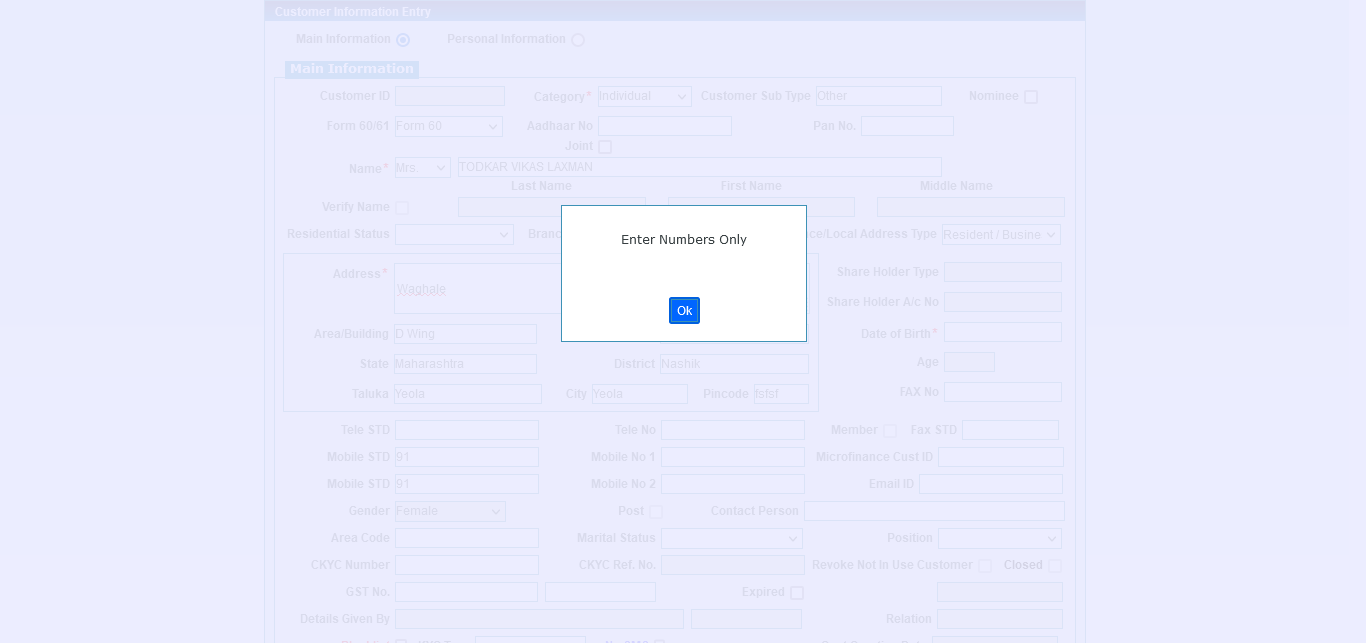 Customer Information Entry
Main Information Personal Information
Main Information
Customer ID Category* Individual Customer Sub Type Other Nominee
Form 60/61 Form 60 Aadhaar No Pan No.
Joint
Name* Mrs. TODKAR VIKAS LAXMAN
Last Name First Name Middle Name
Verify Name
Residential Status Branc ce/Local Address Type Resident / Busine
Enter Numbers Only
Address* Share Holder Type
Waghale
Share Holder A/c No
Ok
Area/Building D Wing Date of Birth*
State Maharashtra District Nashik Age
Taluka Yeola City Yeola Pincode fsfsf FAX No
Tele STD Tele No Member Fax STD
Mobile STD 91 Mobile No 1 Microfinance Cust ID
Mobile STD 91 Mobile No 2 Email ID
Gender Female Post Contact Person
Area Code Marital Status Position
CKYC Number CKYC Ref. No. Revoke Not In Use Customer Closed
GST No. Expired
Details Given By Relation